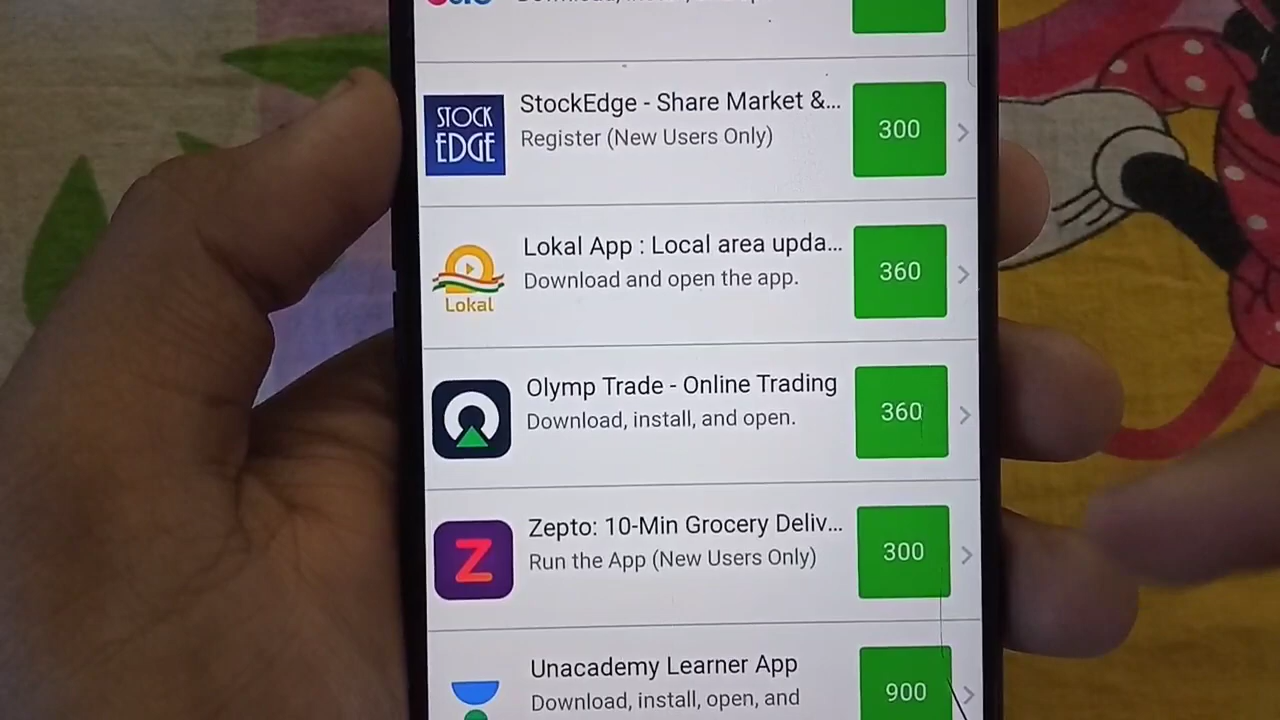 StockEdge - Share Market &...
Register (New Users Only)
300
STOCK
EDGE
Lokal App : Local area upda...
Download and open the app.
360
Lokal
Olymp Trade - Online Trading
Download, install, and open.
360
Zepto: 10-Min Grocery Deliv...
Run the App (New Users Only)
300
Z
Unacademy Learner App
Download, install, open, and
900